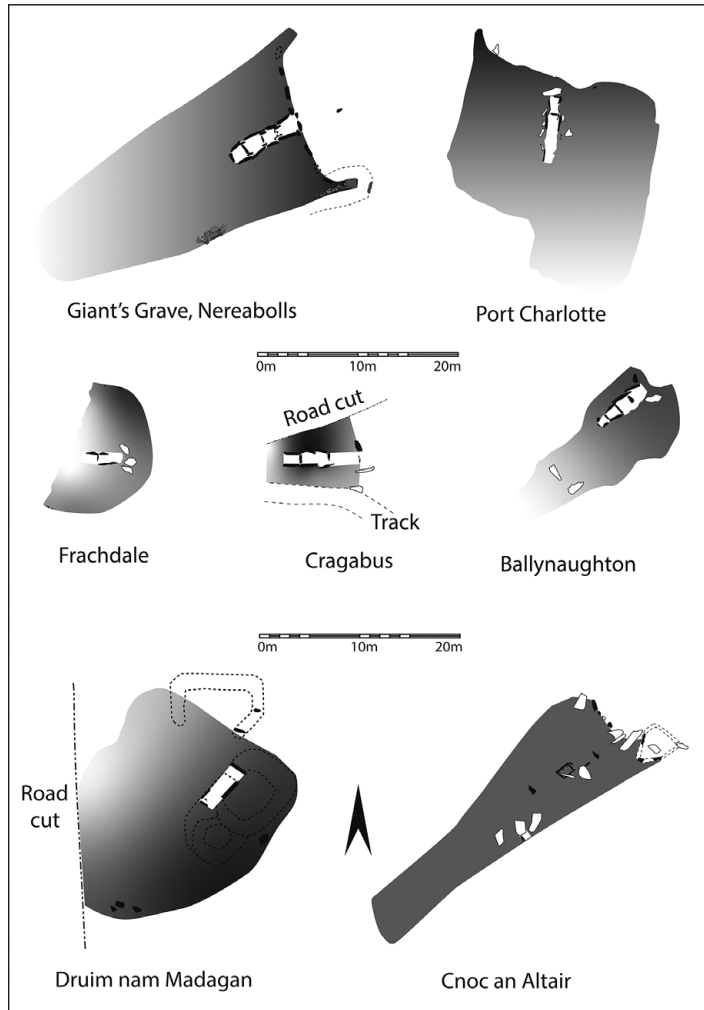 Giant's Grave, Nereabolls
Port Charlotte
0m 10m 20m
Road cut
Track
Frachdale
Cragabus
Ballynaughton
0m 10m 20m
Road
cut
Druim nam Madagan
Cnoc an Altair